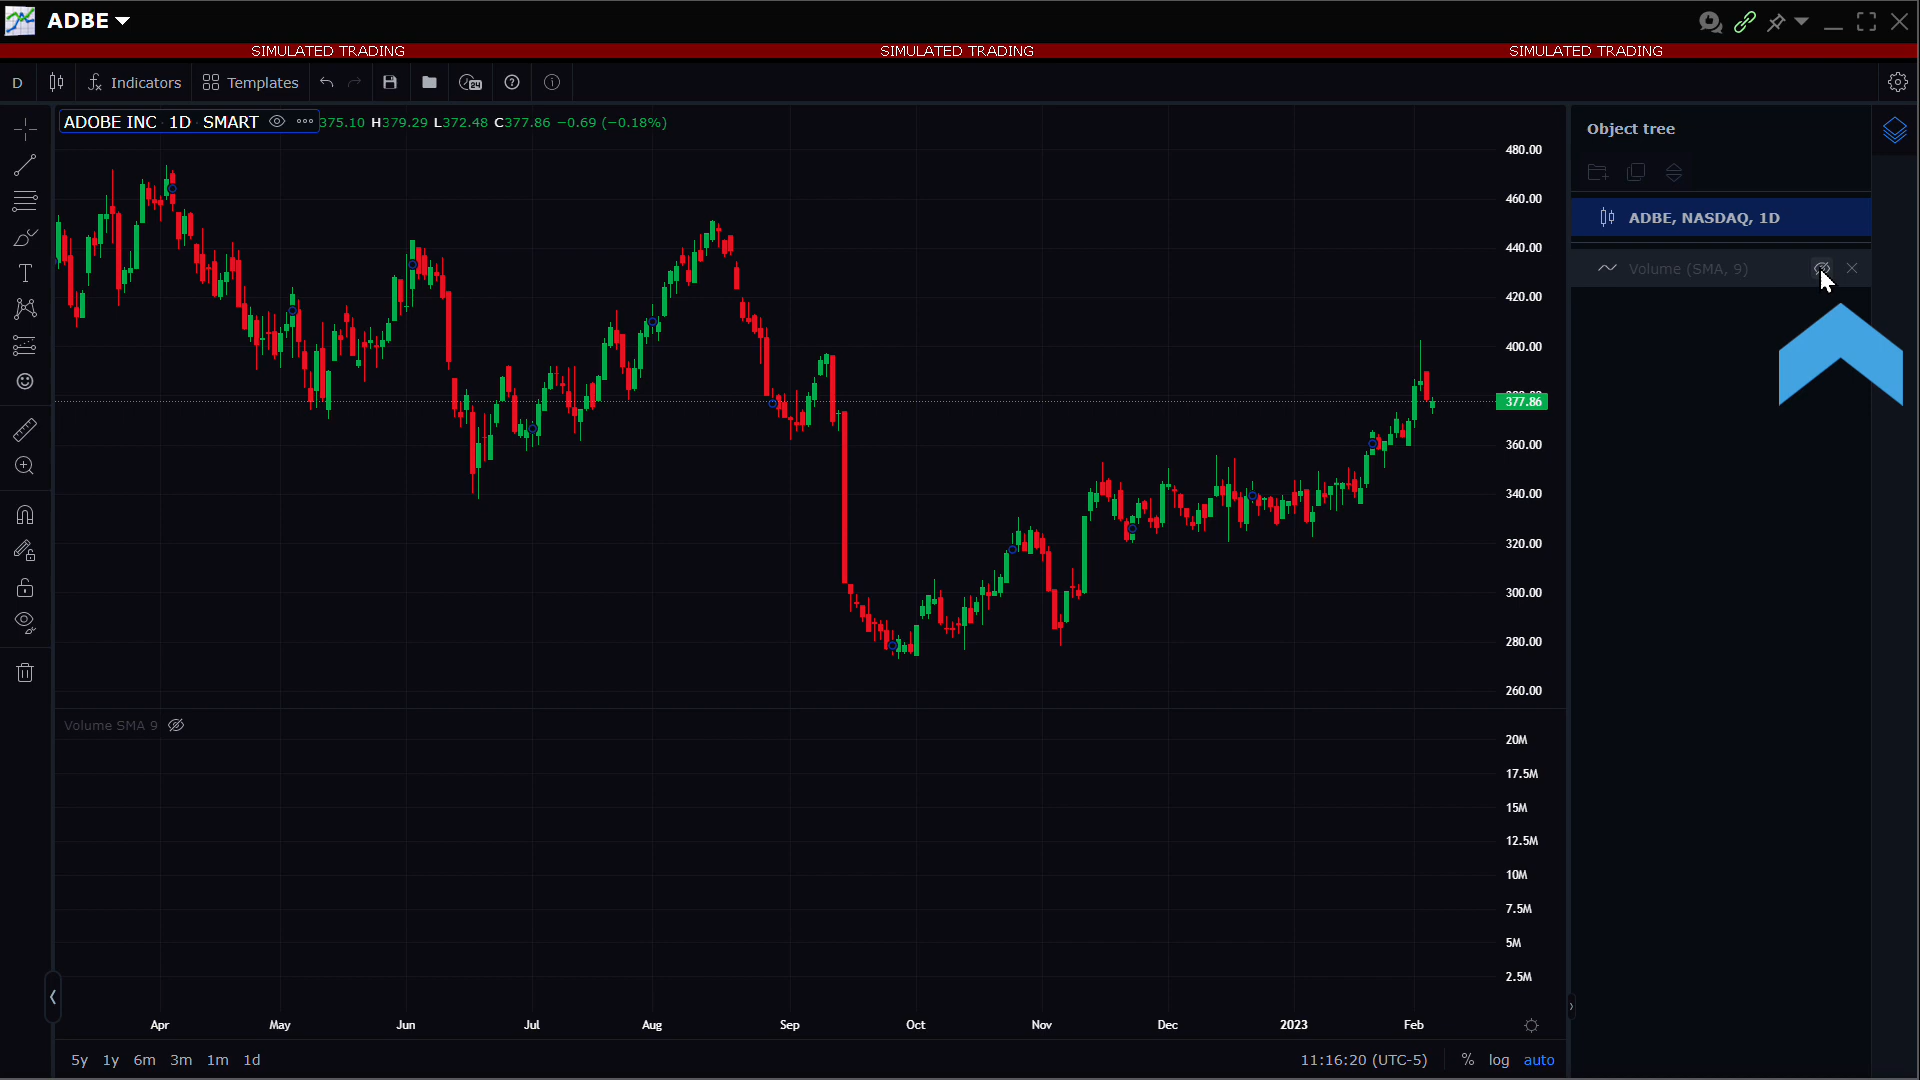 ADBE
SIMULATED TRADING SIMULATED TRADING SIMULATED TRADING
D Indicators Templates 24
ADOBE INC 1D SMART 375.10 H379.29 L372.48 C377.86 −0.69 (−0.18%)
Object tree
ADBE, NASDAQ, 1D
Volume (SMA, 9)
480.00
460.00
440.00
420.00
400.00
377.86
360.00
340.00
320.00
300.00
280.00
260.00
Volume SMA 9
20M
17.5M
15M
12.5M
10M
7.5M
5M
2.5M
Apr May Jun Jul Aug Sep Oct Nov Dec 2023 Feb
5y 1y 6m 3m 1m 1d 11:16:20 (UTC-5) % log auto